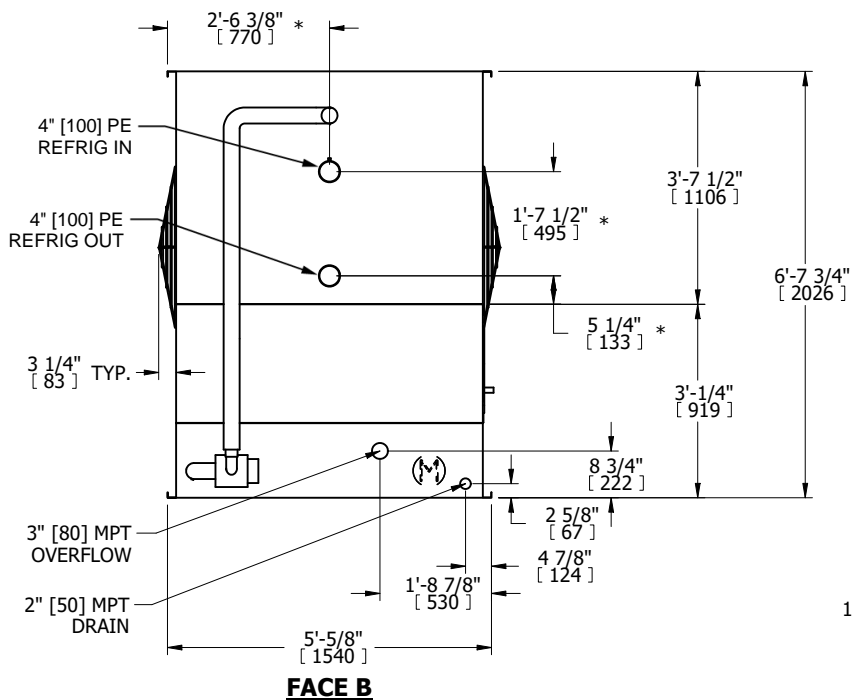 2'-6 3/8" *
[ 770 ]
4" [100] PE
REFRIG IN
4" [100] PE
REFRIG OUT
1'-7 1/2" *
[ 495 ]
3'-7 1/2"
[ 1106 ]
6'-7 3/4"
[ 2026 ]
5 1/4" *
[ 133 ]
3 1/4" TYP.
[ 83 ]
3'-1/4"
[ 919 ]
8 3/4"
[ 222 ]
M
3" [80] MPT
OVERFLOW
2 5/8"
[ 67 ]
4 7/8"
[ 124 ]
1'-8 7/8"
[ 530 ]
2" [50] MPT
DRAIN
1
5'-5/8"
[ 1540 ]
FACE B